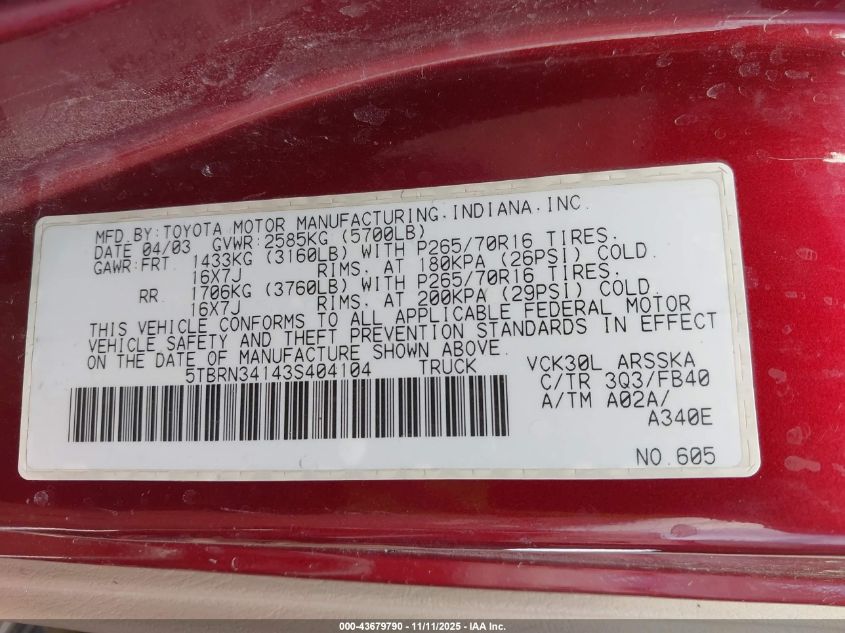 MFD.BY:TOYOTA MOTOR MANUFACTURING.INDIANA.INC.
DATE 04/03 GVWR:2585KG (5700LB)
GAWR:FRT. 1433KG (3160LB) WITH P265/70R16 TIRES.
16X7J RIMS. AT 180KPA (26PSI) COLD.
RR. 1706KG (3760LB) WITH P265/70R16 TIRES.
16X7J RIMS. AT 200KPA (29PSI) COLD.
THIS VEHICLE CONFORMS TO ALL APPLICABLE FEDERAL MOTOR
VEHICLE SAFETY AND THEFT PREVENTION STANDARDS IN EFFECT
ON THE DATE OF MANUFACTURE SHOWN ABOVE.
5TBRN34143S404104 TRUCK
VCK30L ARSSKA
C/TR 3Q3/FB40
A/TM A02A/
A340E
NO.605
000-43679790 - 11/11/2025 - IAA Inc.